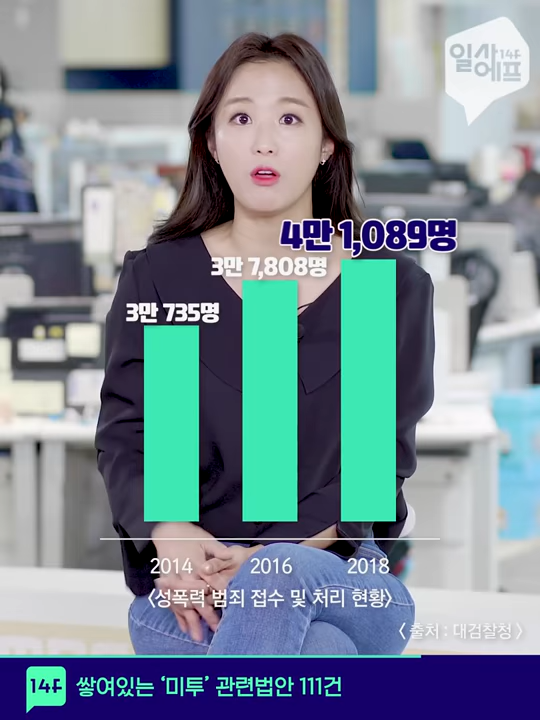 일사 14F
에프
4만 1,089명
3만 7,808명
3만 735명
2014 2016 2018
<성폭력 범죄 접수 및 처리 현황>
<출처 : 대검찰청>
14F 쌓여있는 ‘미투’ 관련법안 111건